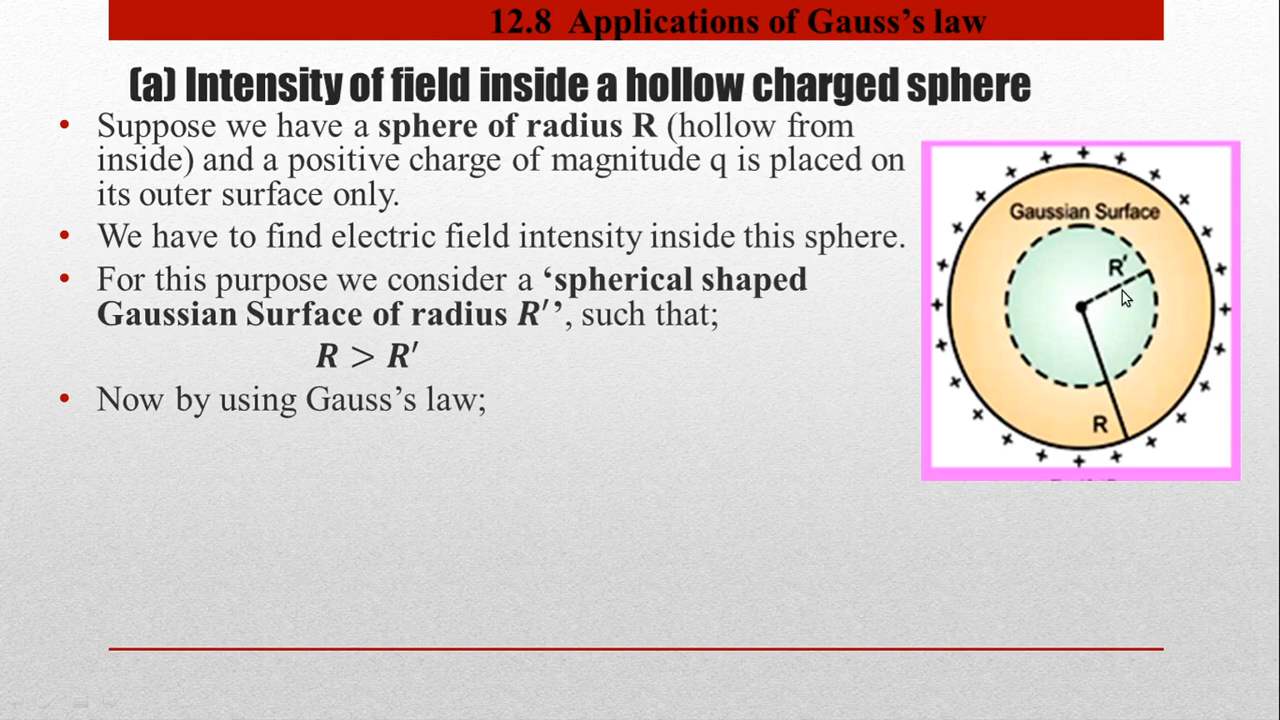 12.8 Applications of Gauss’s law
(a) Intensity of field inside a hollow charged sphere
• Suppose we have a sphere of radius R (hollow from
inside) and a positive charge of magnitude q is placed on
its outer surface only.
• We have to find electric field intensity inside this sphere.
• For this purpose we consider a ‘spherical shaped
Gaussian Surface of radius R′’, such that;
R > R′
• Now by using Gauss’s law;
Gaussian Surface
R′
R